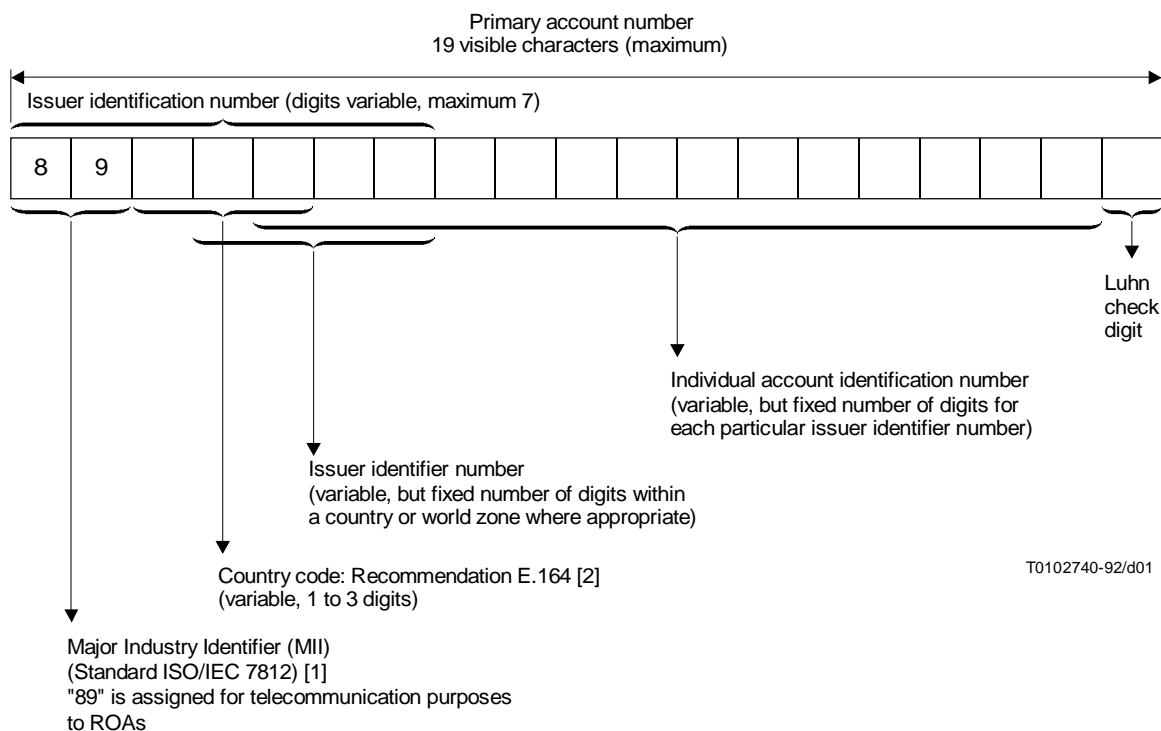 Primary account number
19 visible characters (maximum)
Issuer identification number (digits variable, maximum 7)
8 9
Luhn
check
digit
Individual account identification number
(variable, but fixed number of digits for
each particular issuer identifier number)
Issuer identifier number
(variable, but fixed number of digits within
a country or world zone where appropriate)
Country code: Recommendation E.164 [2]
(variable, 1 to 3 digits)
T0102740-92/d01
Major Industry Identifier (MII)
(Standard ISO/IEC 7812) [1]
"89" is assigned for telecommunication purposes
to ROAs